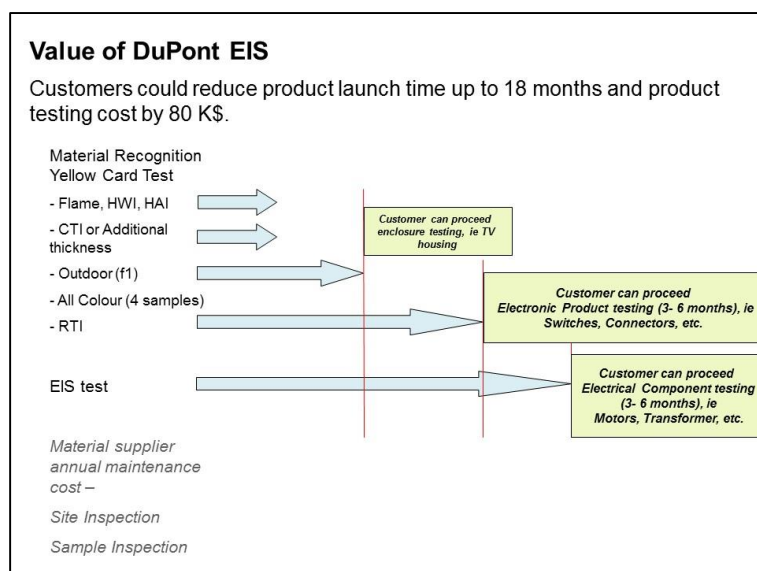 Value of DuPont EIS
Customers could reduce product launch time up to 18 months and product
testing cost by 80 K$.
Material Recognition
Yellow Card Test
- Flame, HWI, HAI
- CTI or Additional
thickness
- Outdoor (f1)
- All Colour (4 samples)
- RTI
Customer can proceed
enclosure testing, ie TV
housing
Customer can proceed
Electronic Product testing (3- 6 months), ie
Switches, Connectors, etc.
EIS test
Customer can proceed
Electrical Component testing
(3- 6 months), ie
Motors, Transformer, etc.
Material supplier
annual maintenance
cost –
Site Inspection
Sample Inspection